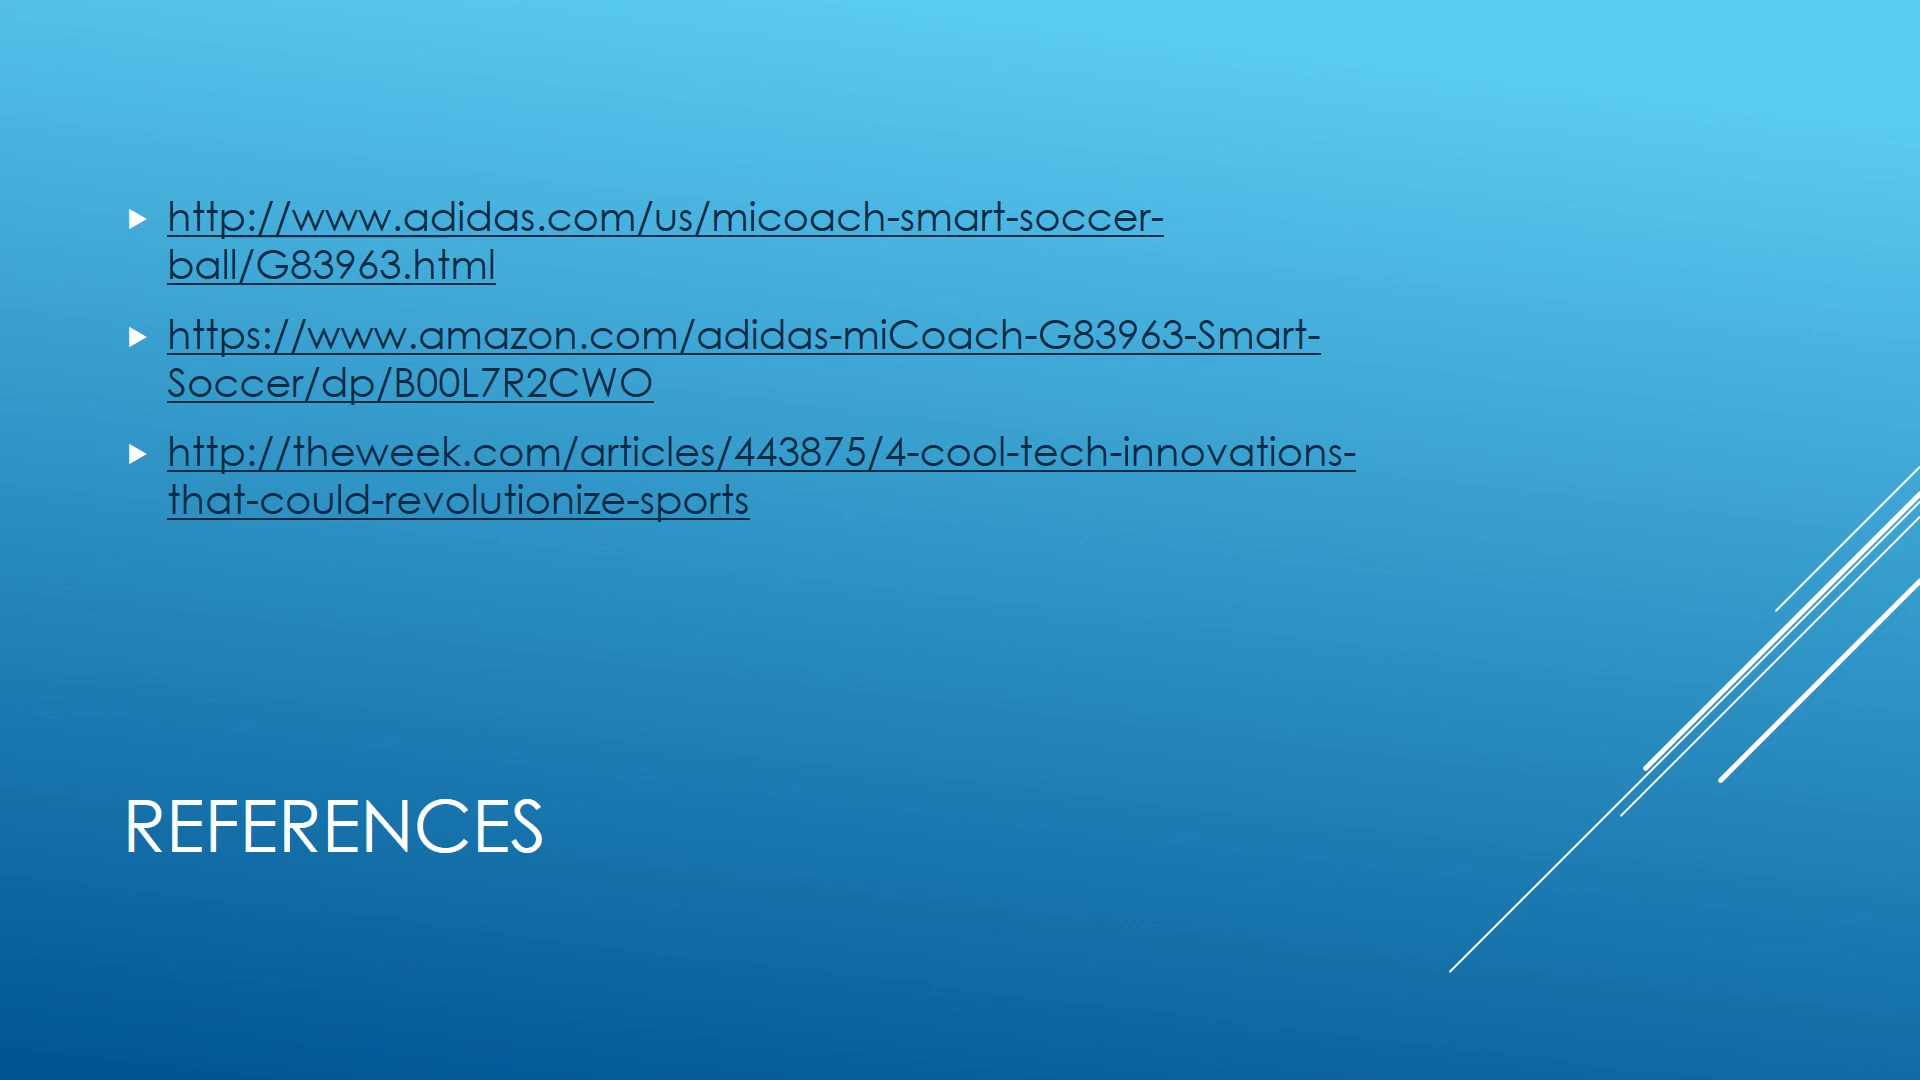 http://www.adidas.com/us/micoach-smart-soccer-
ball/G83963.html
https://www.amazon.com/adidas-miCoach-G83963-Smart-
Soccer/dp/B00L7R2CWO
http://theweek.com/articles/443875/4-cool-tech-innovations-
that-could-revolutionize-sports
REFERENCES